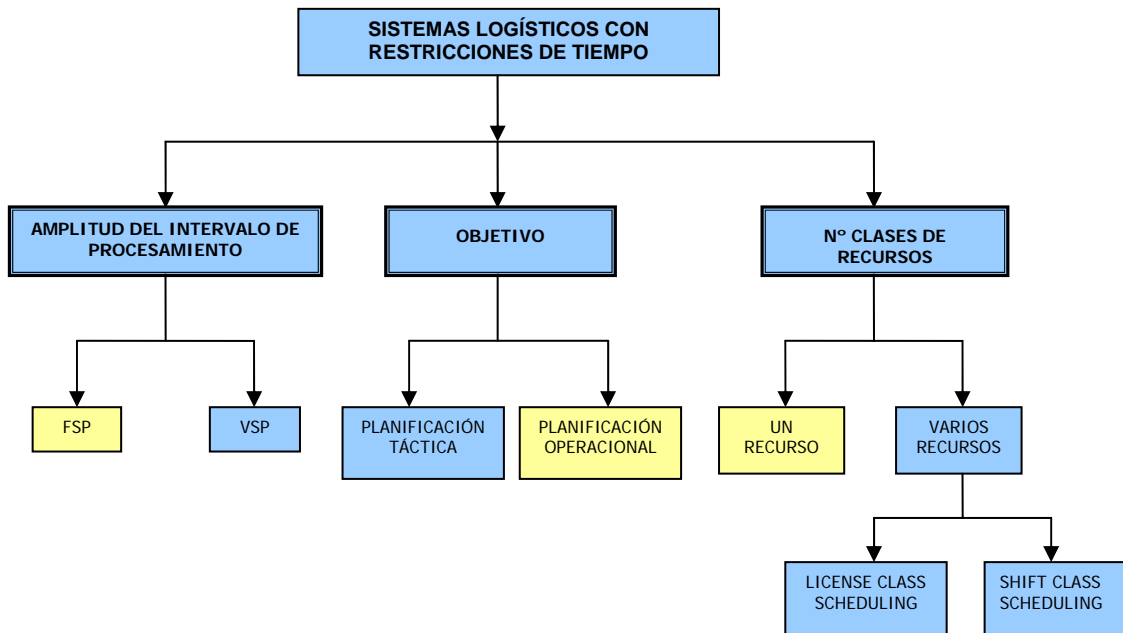 SISTEMAS LOGÍSTICOS CON
RESTRICCIONES DE TIEMPO
AMPLITUD DEL INTERVALO DE
PROCESAMIENTO
OBJETIVO
Nº CLASES DE
RECURSOS
FSP
VSP
PLANIFICACIÓN
TÁCTICA
PLANIFICACIÓN
OPERACIONAL
UN
RECURSO
VARIOS
RECURSOS
LICENSE CLASS
SCHEDULING
SHIFT CLASS
SCHEDULING